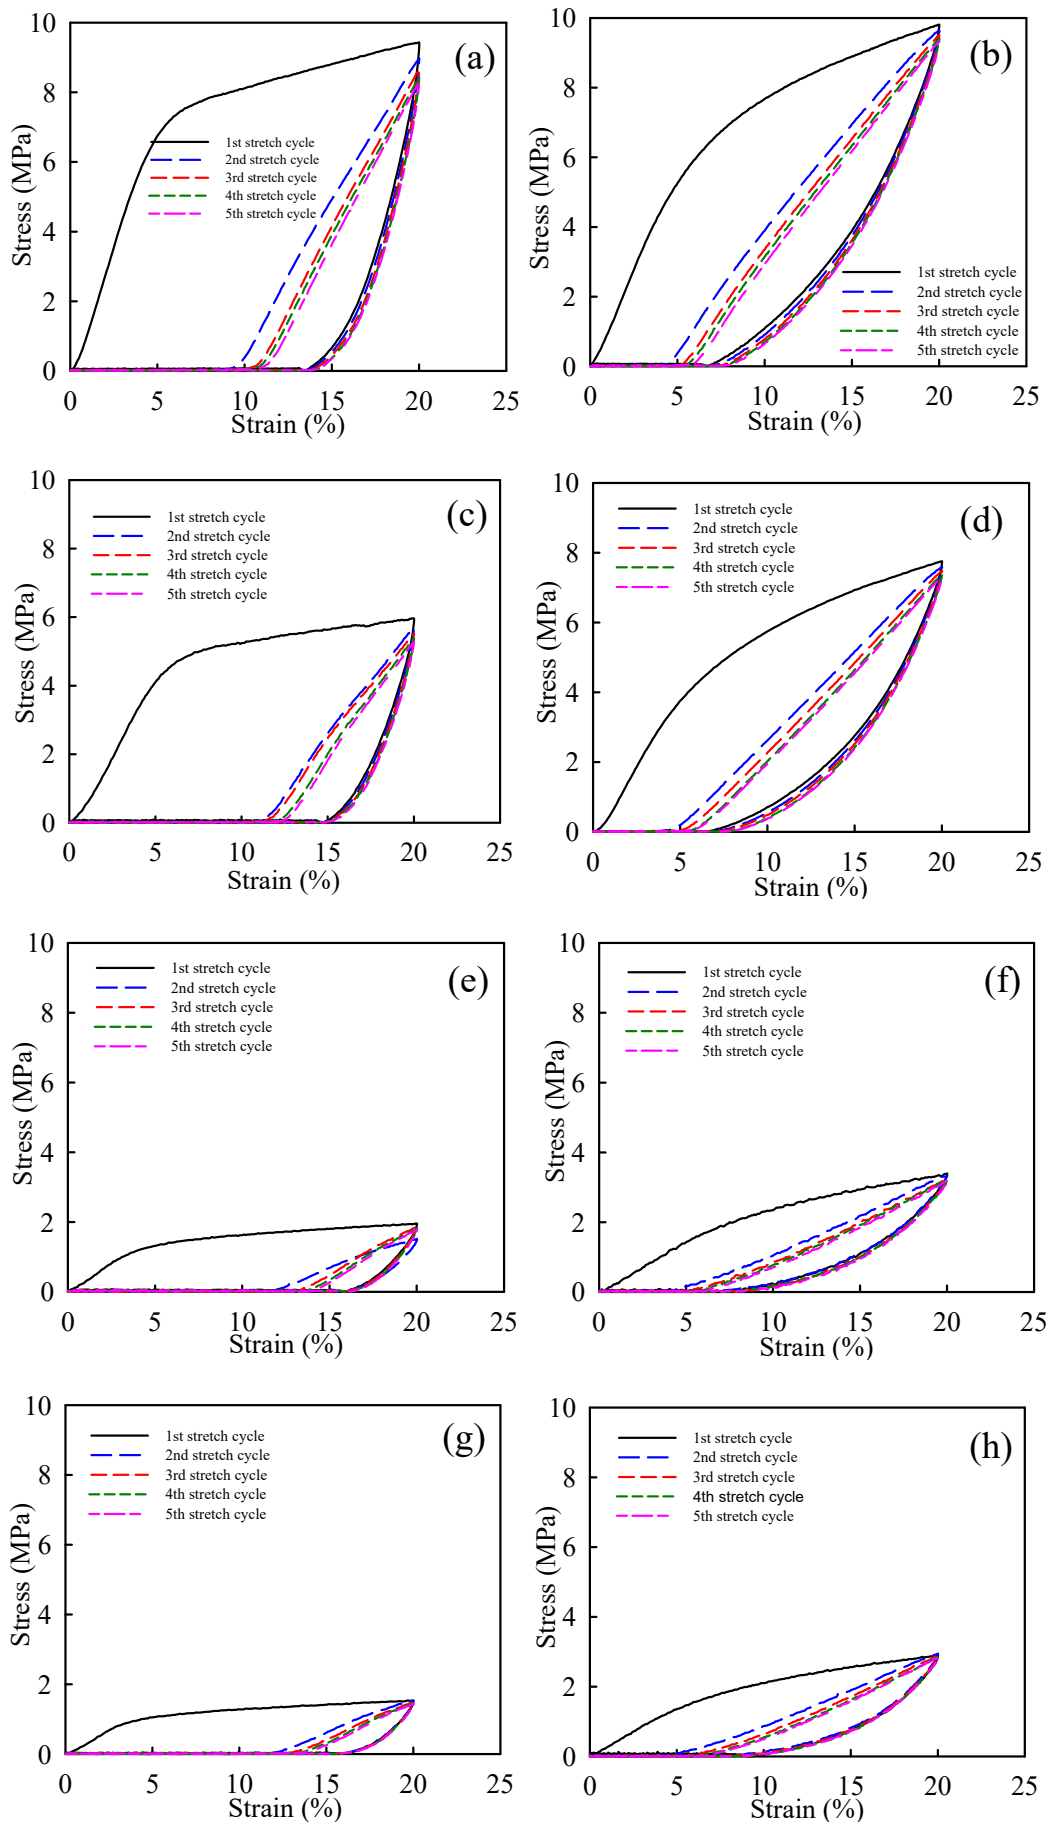 (a)
Stress (MPa)
10
8
6
4
2
0
1st stretch cycle
2nd stretch cycle
3rd stretch cycle
4th stretch cycle
5th stretch cycle
0 5 10 15 20 25
Strain (%)
(b)
Stress (MPa)
10
8
6
4
2
0
1st stretch cycle
2nd stretch cycle
3rd stretch cycle
4th stretch cycle
5th stretch cycle
0 5 10 15 20 25
Strain (%)
(c)
Stress (MPa)
10
8
6
4
2
0
1st stretch cycle
2nd stretch cycle
3rd stretch cycle
4th stretch cycle
5th stretch cycle
0 5 10 15 20 25
Strain (%)
(d)
Stress (MPa)
10
8
6
4
2
0
1st stretch cycle
2nd stretch cycle
3rd stretch cycle
4th stretch cycle
5th stretch cycle
0 5 10 15 20 25
Strain (%)
(e)
Stress (MPa)
10
8
6
4
2
0
1st stretch cycle
2nd stretch cycle
3rd stretch cycle
4th stretch cycle
5th stretch cycle
0 5 10 15 20 25
Strain (%)
(f)
Stress (MPa)
10
8
6
4
2
0
1st stretch cycle
2nd stretch cycle
3rd stretch cycle
4th stretch cycle
5th stretch cycle
0 5 10 15 20 25
Strain (%)
(g)
Stress (MPa)
10
8
6
4
2
0
1st stretch cycle
2nd stretch cycle
3rd stretch cycle
4th stretch cycle
5th stretch cycle
0 5 10 15 20 25
Strain (%)
(h)
Stress (MPa)
10
8
6
4
2
0
1st stretch cycle
2nd stretch cycle
3rd stretch cycle
4th stretch cycle
5th stretch cycle
0 5 10 15 20 25
Strain (%)